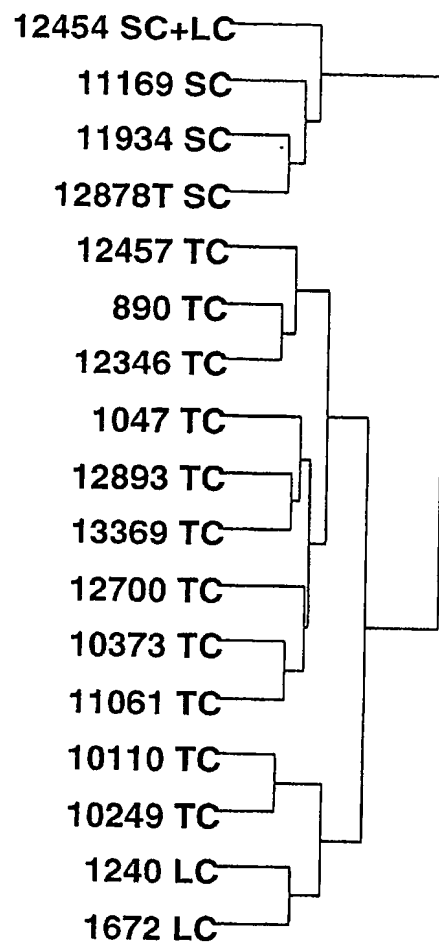 12454 SC+LC
11169 SC
11934 SC
12878T SC
12457 TC
890 TC
12346 TC
1047 TC
12893 TC
13369 TC
12700 TC
10373 TC
11061 TC
10110 TC
10249 TC
1240 LC
1672 LC